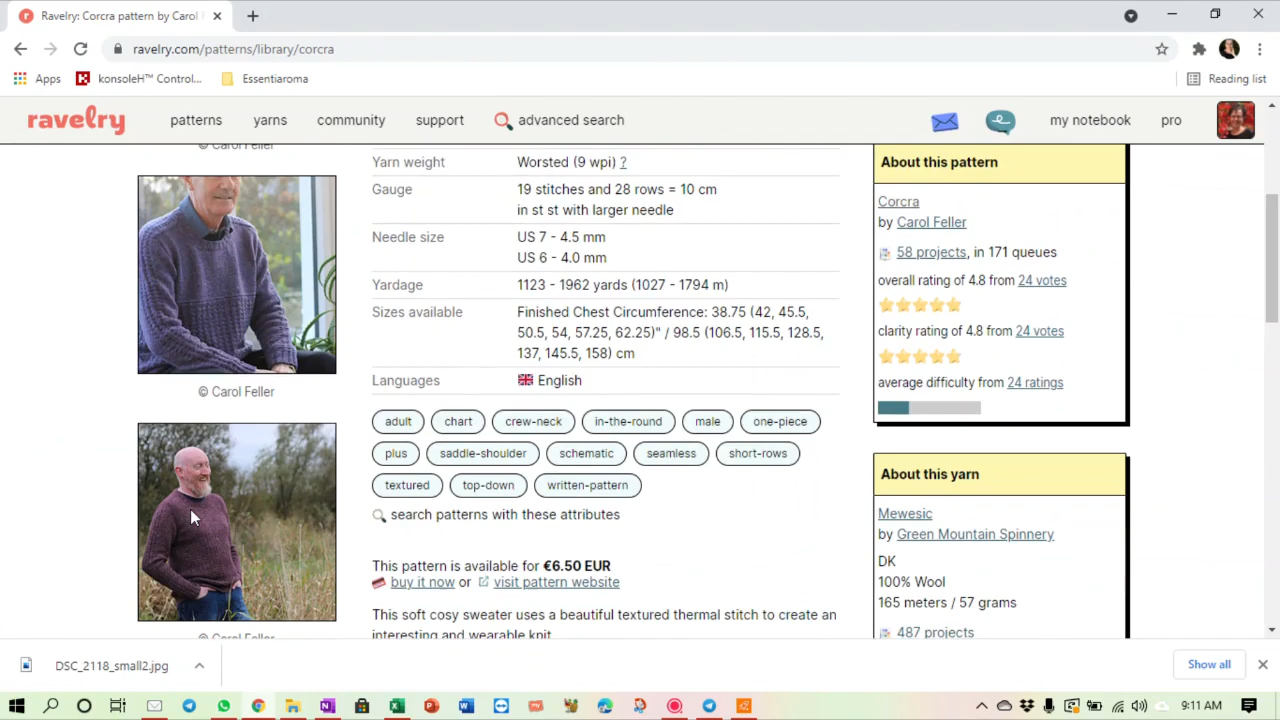 Ravelry: Corcra pattern by Carol
ravelry.com/patterns/library/corcra
Apps
konsoleH™ Control...
Essentiaroma
Reading list
ravelry
patterns
yarns
community
support
advanced search
my notebook
pro
© Carol Feller
Yarn weight Worsted (9 wpi) ?
Gauge 19 stitches and 28 rows = 10 cm
in st st with larger needle
Needle size US 7 - 4.5 mm
US 6 - 4.0 mm
Yardage 1123 - 1962 yards (1027 - 1794 m)
Sizes available Finished Chest Circumference: 38.75 (42, 45.5,
50.5, 54, 57.25, 62.25)" / 98.5 (106.5, 115.5, 128.5,
137, 145.5, 158) cm
Languages English
© Carol Feller
adult chart crew-neck in-the-round male one-piece
plus saddle-shoulder schematic seamless short-rows
textured top-down written-pattern
search patterns with these attributes
This pattern is available for €6.50 EUR
buy it now or visit pattern website
This soft cosy sweater uses a beautiful textured thermal stitch to create an
interesting and wearable knit
© Carol Feller
About this pattern
Corcra
by Carol Feller
58 projects, in 171 queues
overall rating of 4.8 from 24 votes
clarity rating of 4.8 from 24 votes
average difficulty from 24 ratings
About this yarn
Mewesic
by Green Mountain Spinnery
DK
100% Wool
165 meters / 57 grams
487 projects
DSC_2118_small2.jpg
Show all
9:11 AM